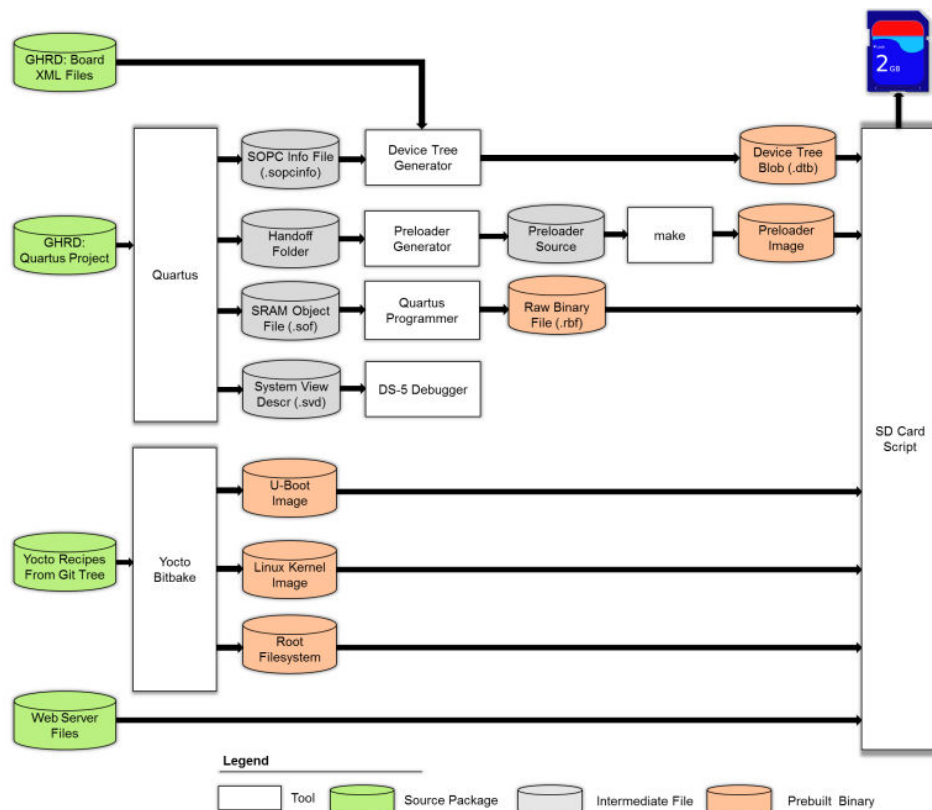 GHRD: Board
XML Files
2
GB
SOPC Info File
(.sopcinfo)
Device Tree
Generator
Device Tree
Blob (.dtb)
GHRD:
Quartus Project
Quartus
Handoff
Folder
Preloader
Generator
Preloader
Source
make
Preloader
Image
SRAM Object
File (.sof)
Quartus
Programmer
Raw Binary
File (.rbf)
System View
Descr (.svd)
DS-5 Debugger
SD Card
Script
Yocto Recipes
From Git Tree
Yocto
Bitbake
U-Boot
Image
Linux Kernel
Image
Root
Filesystem
Web Server
Files
Legend
Tool
Source Package
Intermediate File
Prebuilt Binary